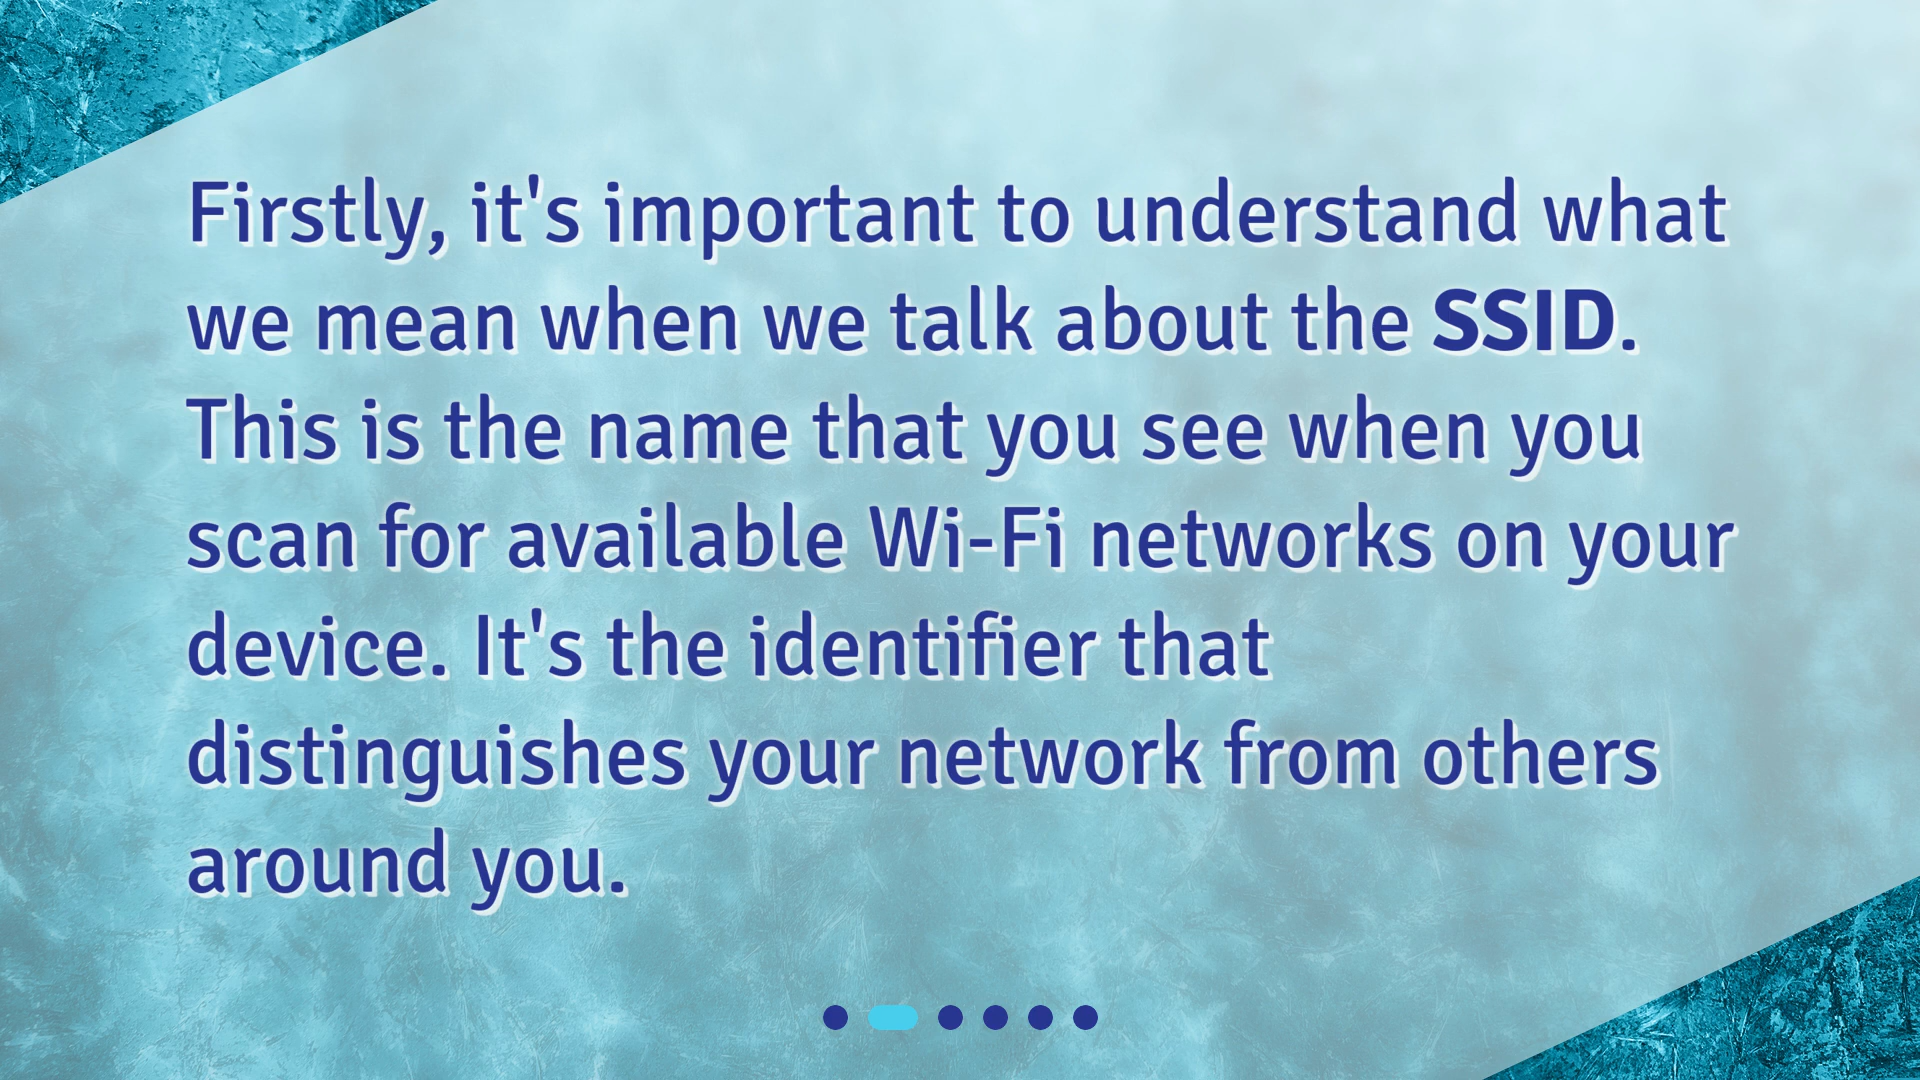 Firstly, it's important to understand what
we mean when we talk about the SSID.
This is the name that you see when you
scan for available Wi-Fi networks on your
device. It's the identifier that
distinguishes your network from others
around you.